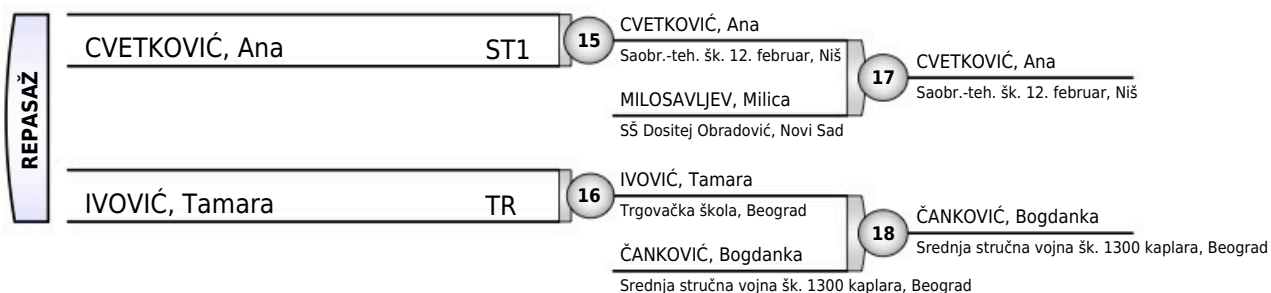 REPASAŽ
CVETKOVIĆ, Ana ST1
15
CVETKOVIĆ, Ana
Saobr.-teh. šk. 12. februar, Niš
MILOSAVLJEV, Milica
SŠ Dositej Obradović, Novi Sad
17
CVETKOVIĆ, Ana
Saobr.-teh. šk. 12. februar, Niš
IVOVIĆ, Tamara TR
16
IVOVIĆ, Tamara
Trgovačka škola, Beograd
ČANKOVIĆ, Bogdanka
Srednja stručna vojna šk. 1300 kaplara, Beograd
18
ČANKOVIĆ, Bogdanka
Srednja stručna vojna šk. 1300 kaplara, Beograd